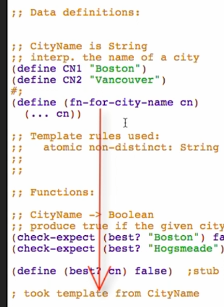 ;; Data definitions:
;; CityName is String
;; interp. the name of a city
(define CN1 "Boston")
(define CN2 "Vancouver")
#;
(define (fn-for-city-name cn)
(... cn))
;; Template rules used:
;; atomic non-distinct: String
;;
;;
;; Functions:
;; CityName -> Boolean
;; produce true if the given city
(check-expect (best? "Boston") fa
(check-expect (best? "Hogsmeade")
(define (best? cn) false) ;stub
; took template from CityName